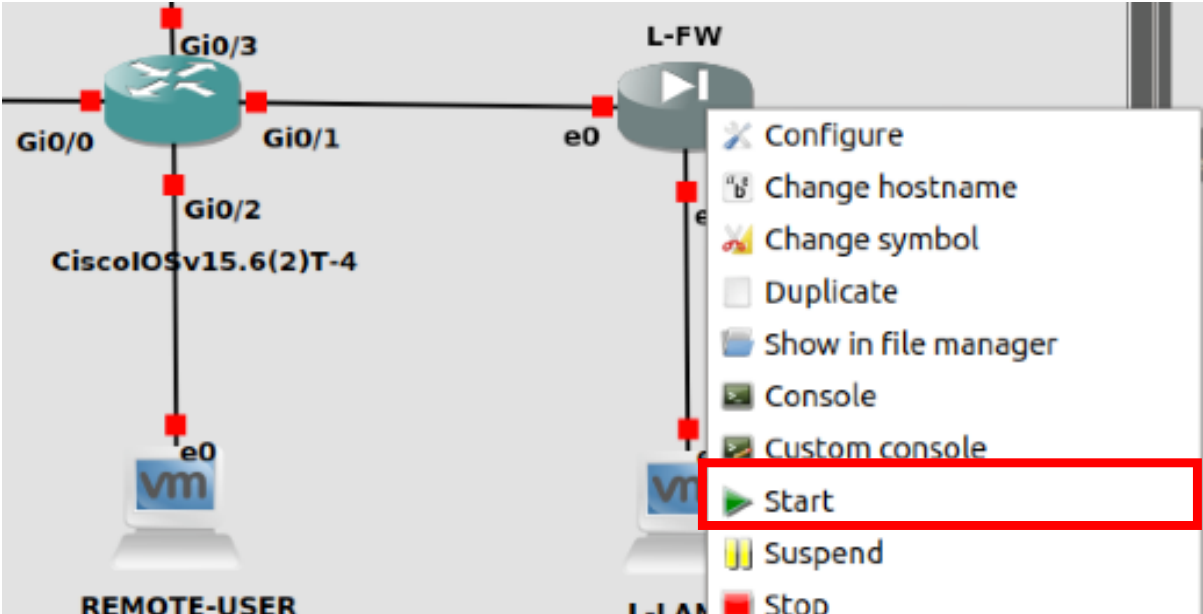 Gi0/3
L-FW
Gi0/0
Gi0/1
e0
Gi0/2
CiscoIOSv15.6(2)T-4
e0
vm
REMOTE-USER
Configure
Change hostname
Change symbol
Duplicate
Show in file manager
Console
Custom console
Start
Suspend
Stop